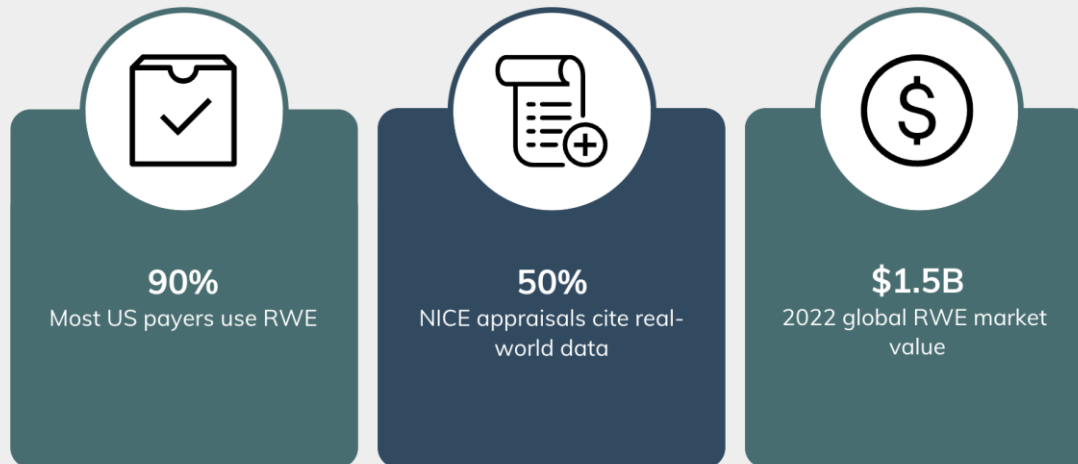 90%
Most US payers use RWE
50%
NICE appraisals cite real-
world data
$1.5B
2022 global RWE market
value